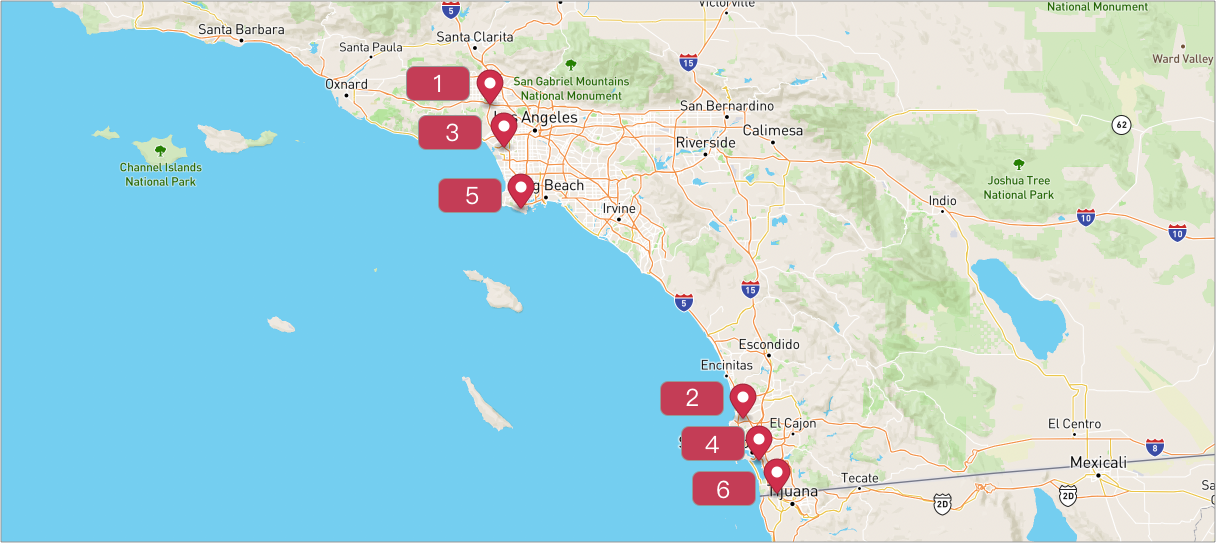 5
Victorville
National Monument
Santa Barbara
Santa Clarita
Santa Paula
Ward Valley
15
1
San Gabriel Mountains
National Monument
Oxnard
San Bernardino
Los Angeles
62
3
Calimesa
Riverside
Channel Islands
National Park
Joshua Tree
National Park
5
g Beach
Irvine
Indio
10
10
15
5
Escondido
Encinitas
2
El Cajon
El Centro
4
8
Mexicali
6
Tijuana
Tecate
2D
2D